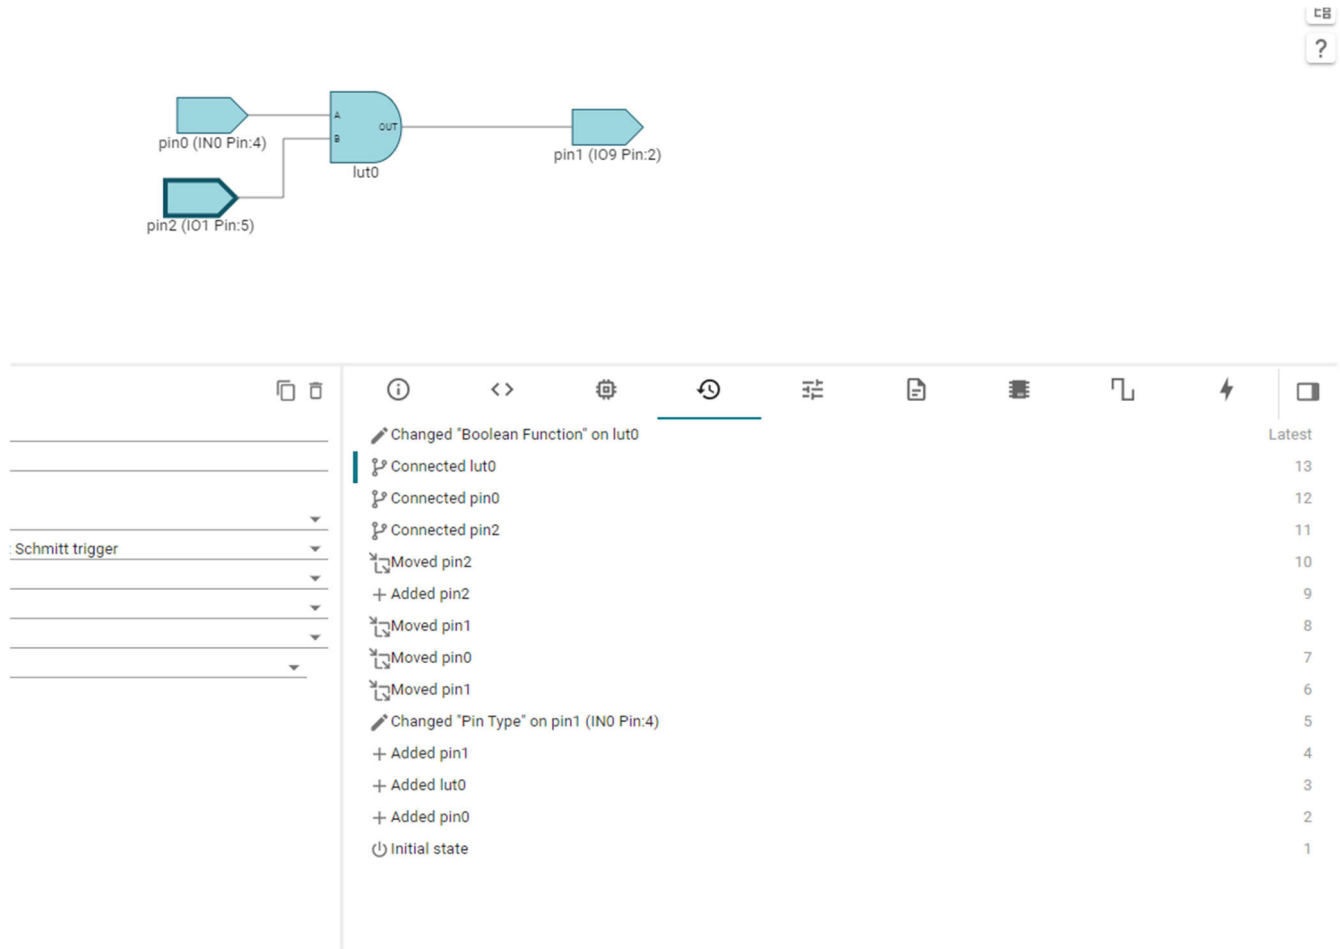 ?
A
OUT
B
pin0 (IN0 Pin:4)
lut0
pin1 (IO9 Pin:2)
pin2 (IO1 Pin:5)
Changed "Boolean Function" on lut0 Latest
Connected lut0 13
Connected pin0 12
Connected pin2 11
: Schmitt trigger
Moved pin2 10
Added pin2 9
Moved pin1 8
Moved pin0 7
Moved pin1 6
Changed "Pin Type" on pin1 (IN0 Pin:4) 5
Added pin1 4
Added lut0 3
Added pin0 2
Initial state 1